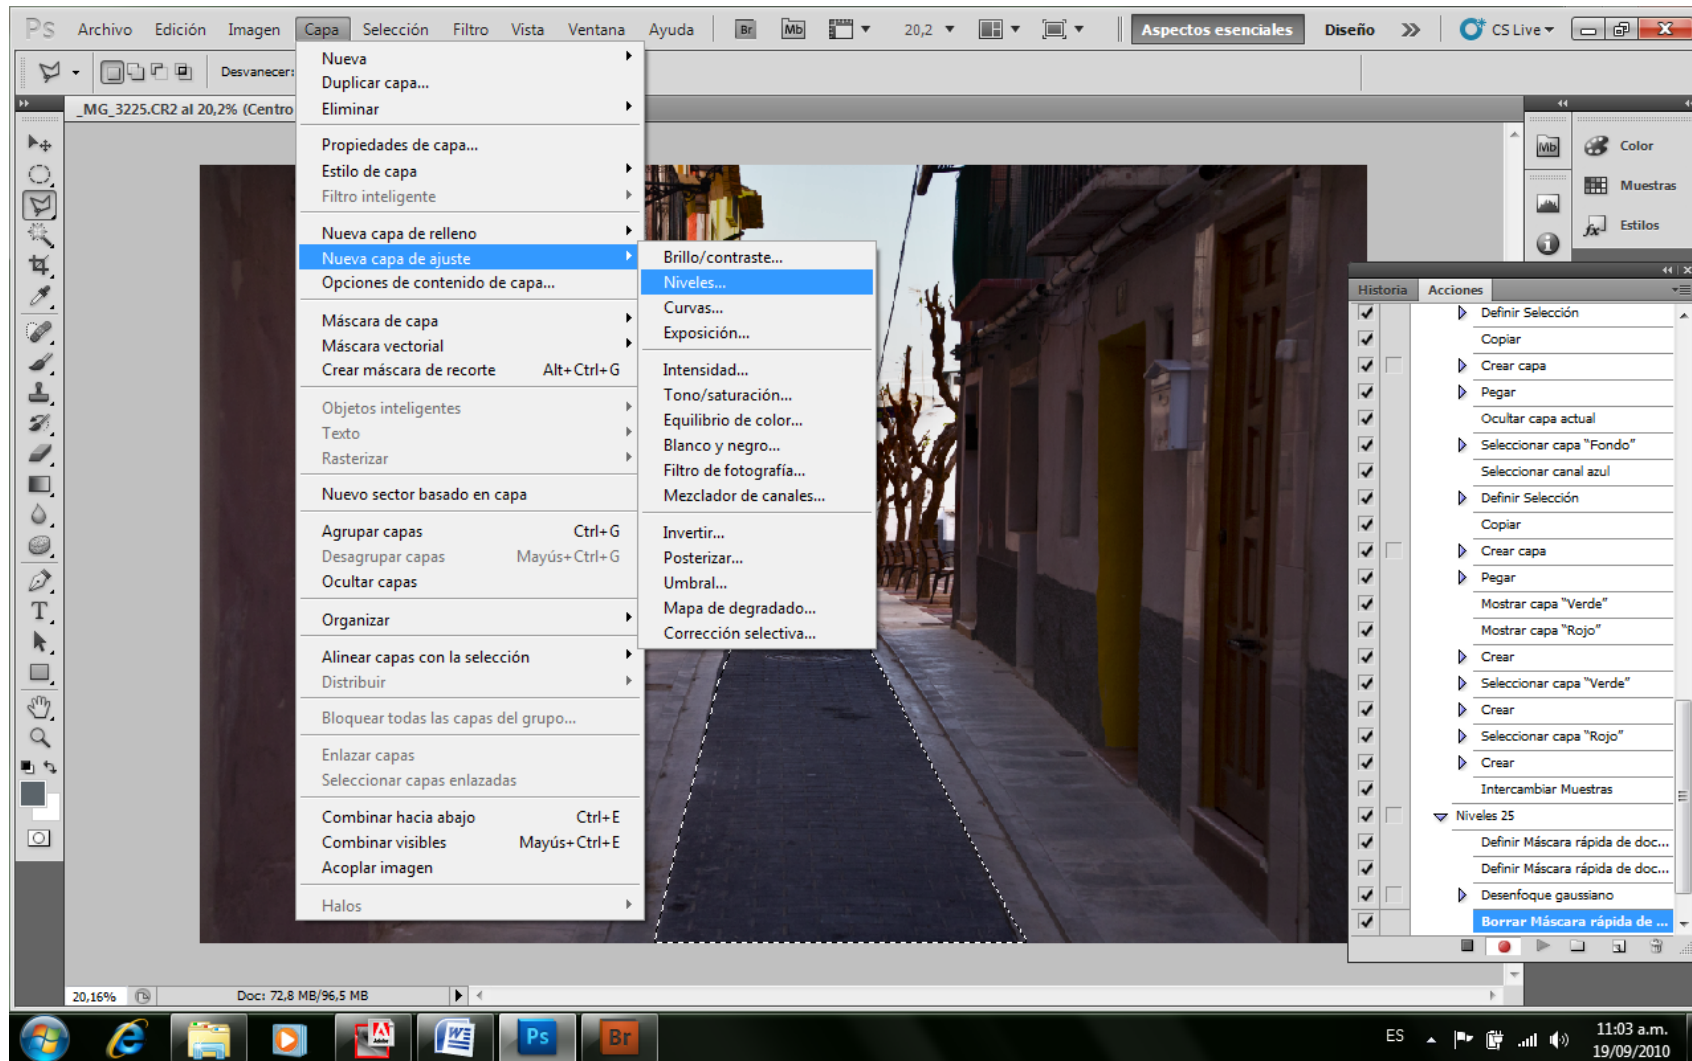 Ps Archivo Edición Imagen Capa Selección Filtro Vista Ventana Ayuda Br Mb 20,2 Aspectos esenciales Diseño CS Live
Desvanecer:
_MG_3225.CR2 al 20,2% (Centro
Nueva
Duplicar capa...
Eliminar
Propiedades de capa...
Estilo de capa
Filtro inteligente
Nueva capa de relleno
Nueva capa de ajuste
Opciones de contenido de capa...
Máscara de capa
Máscara vectorial
Crear máscara de recorte Alt+Ctrl+G
Objetos inteligentes
Texto
Rasterizar
Nuevo sector basado en capa
Agrupar capas Ctrl+G
Desagrupar capas Mayús+Ctrl+G
Ocultar capas
Organizar
Alinear capas con la selección
Distribuir
Bloquear todas las capas del grupo...
Enlazar capas
Seleccionar capas enlazadas
Combinar hacia abajo Ctrl+E
Combinar visibles Mayús+Ctrl+E
Acoplar imagen
Halos
Brillo/contraste...
Niveles...
Curvas...
Exposición...
Intensidad...
Tono/saturación...
Equilibrio de color...
Blanco y negro...
Filtro de fotografía...
Mezclador de canales...
Invertir...
Posterizar...
Umbral...
Mapa de degradado...
Corrección selectiva...
Mb Color
Muestras
Estilos
Historia Acciones
Definir Selección
Copiar
Crear capa
Pegar
Ocultar capa actual
Seleccionar capa "Fondo"
Seleccionar canal azul
Definir Selección
Copiar
Crear capa
Pegar
Mostrar capa "Verde"
Mostrar capa "Rojo"
Crear
Seleccionar capa "Verde"
Crear
Seleccionar capa "Rojo"
Crear
Intercambiar Muestras
Niveles 25
Definir Máscara rápida de doc...
Definir Máscara rápida de doc...
Desenfoque gaussiano
Borrar Máscara rápida de ...
20,16% Doc: 72,8 MB/96,5 MB
Ps Br ES 11:03 a.m.
19/09/2010